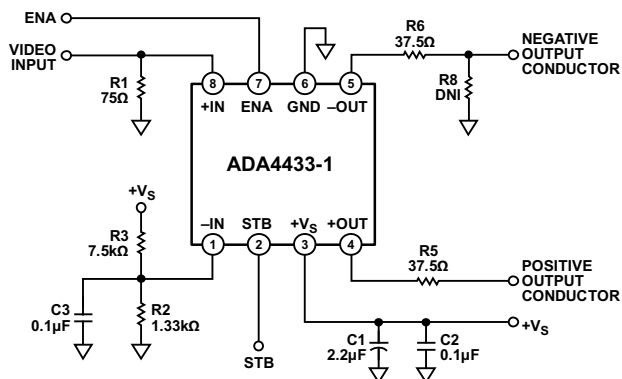 ENA
VIDEO
INPUT
R1
75Ω
R6
37.5Ω
NEGATIVE
OUTPUT
CONDUCTOR
R8
DNI
8
7
6
5
+IN
ENA
GND
–OUT
ADA4433-1
–IN
STB
+VS
+OUT
1
2
3
4
+VS
R3
7.5kΩ
C3
0.1µF
R2
1.33kΩ
STB
R5
37.5Ω
POSITIVE
OUTPUT
CONDUCTOR
C1
2.2µF
C2
0.1µF
+VS